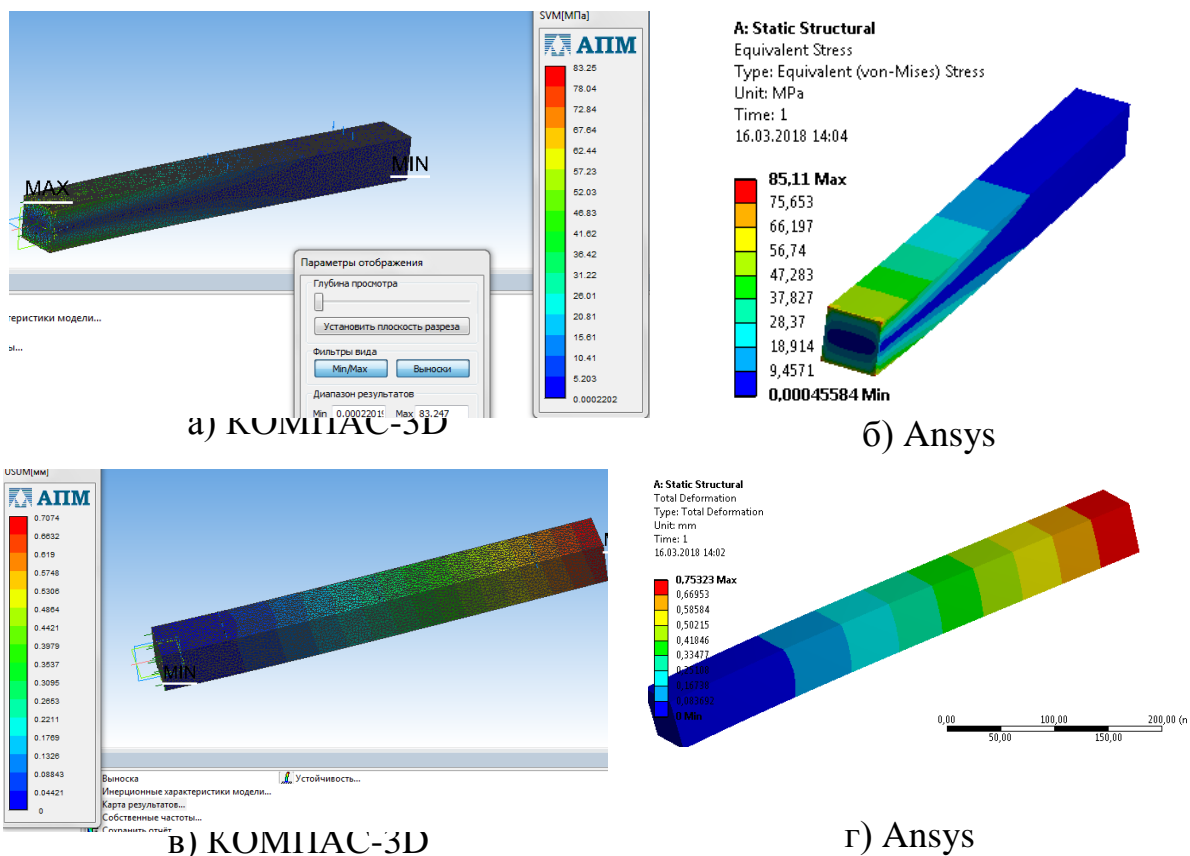 SVM[МПа]
АПМ
83.25
78.04
72.84
67.64
62.44
57.23
52.03
46.83
41.62
36.42
31.22
26.01
20.81
15.61
10.41
5.203
0.0002202
MAX
MIN
Параметры отображения
Глубина просмотра
Установить плоскость разреза
Фильтры вида
Min/Max Выноски
Диапазон результатов
Min 0.00022019 Max 83.247
теристики модели...
ы...
а) КОМПАС-3D
A: Static Structural
Equivalent Stress
Type: Equivalent (von-Mises) Stress
Unit: MPa
Time: 1
16.03.2018 14:04
85,11 Max
75,653
66,197
56,74
47,283
37,827
28,37
18,914
9,4571
0,00045584 Min
б) Ansys
USUM[мм]
АПМ
0.7074
0.6632
0.619
0.5748
0.5306
0.4864
0.4421
0.3979
0.3537
0.3095
0.2653
0.2211
0.1769
0.1326
0.08843
0.04421
0
MIN
Выноска
Инерционные характеристики модели...
Карта результатов...
Собственные частоты...
Сохранить отчёт
Устойчивость...
в) КОМПАС-3D
A: Static Structural
Total Deformation
Type: Total Deformation
Unit: mm
Time: 1
16.03.2018 14:02
0,75323 Max
0,66953
0,58584
0,50215
0,41846
0,33477
0 Min
0,00 100,00 200,00 (п
50,00 150,00
г) Ansys